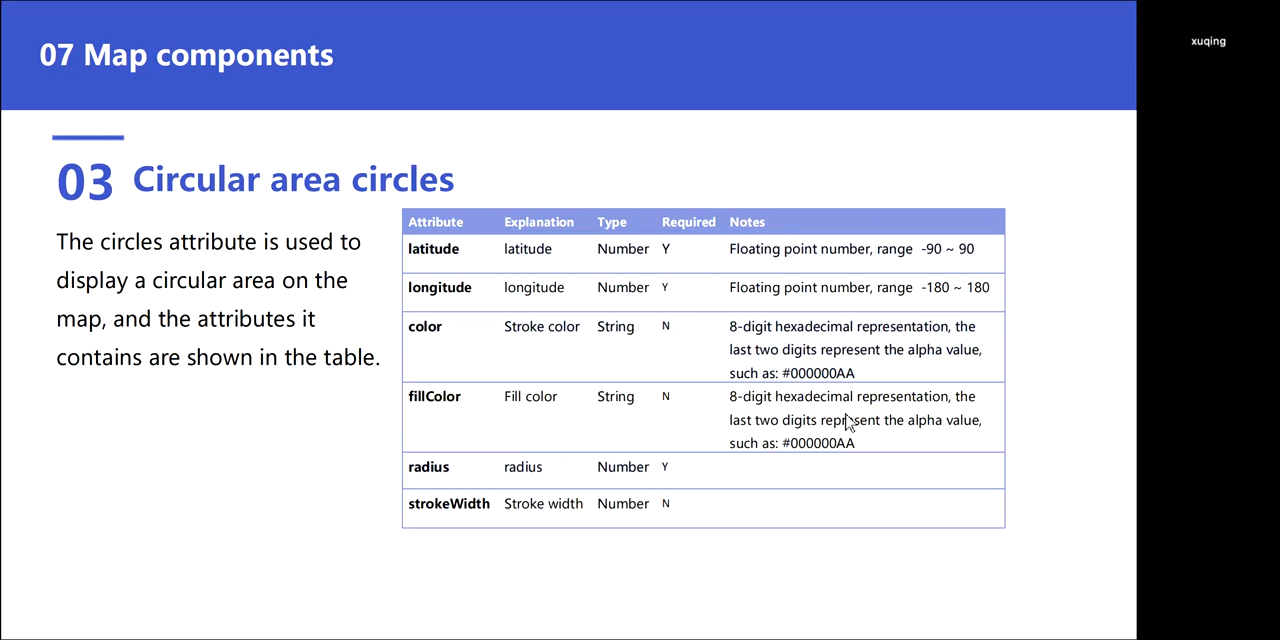 07 Map components
xuqing
03 Circular area circles
The circles attribute is used to
display a circular area on the
map, and the attributes it
contains are shown in the table.
Attribute Explanation Type Required Notes
latitude latitude Number Y Floating point number, range -90 ~ 90
longitude longitude Number Y Floating point number, range -180 ~ 180
color Stroke color String N 8-digit hexadecimal representation, the
last two digits represent the alpha value,
such as: #000000AA
fillColor Fill color String N 8-digit hexadecimal representation, the
last two digits represent the alpha value,
such as: #000000AA
radius radius Number Y
strokeWidth Stroke width Number N